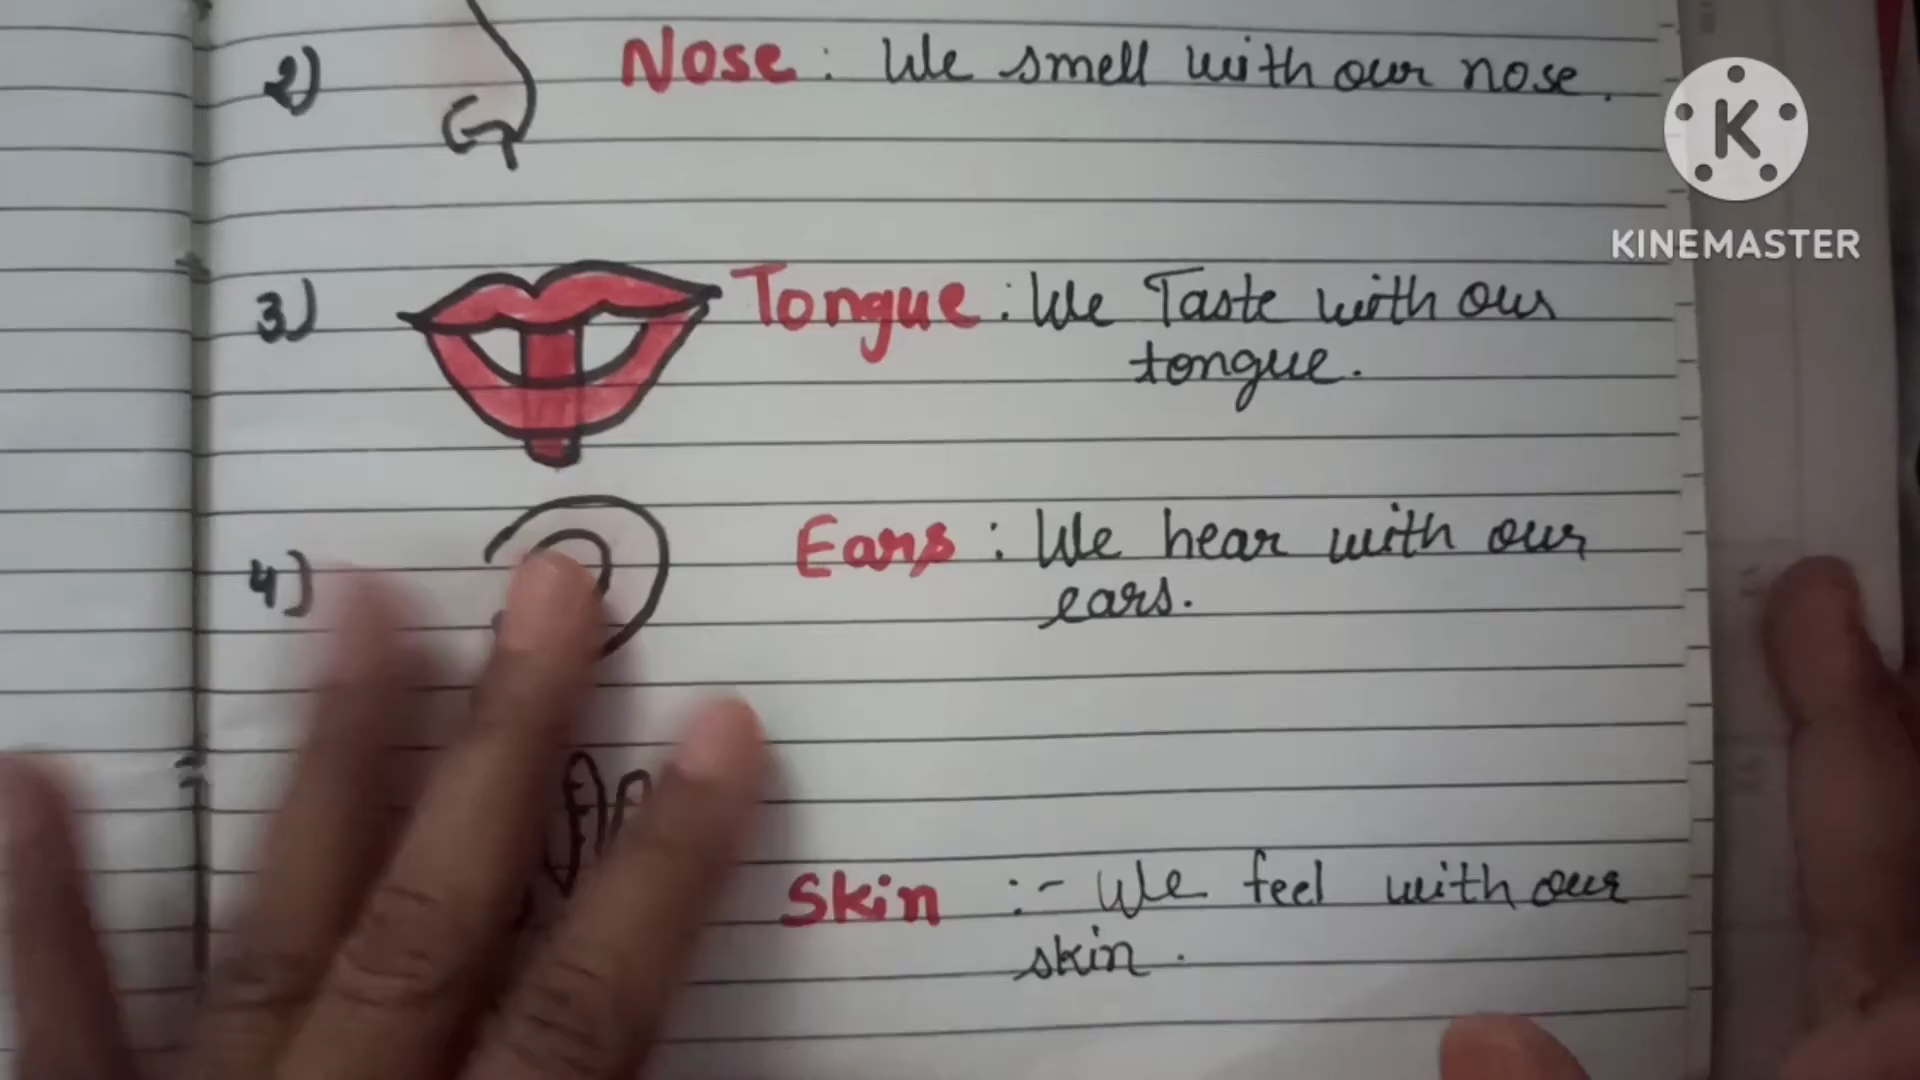 2) Nose : We smell with our nose.
3) Tongue : We Taste with our
tongue.
4) Ears : We hear with our
ears.
Skin :- We feel with our
skin.
K
KINEMASTER